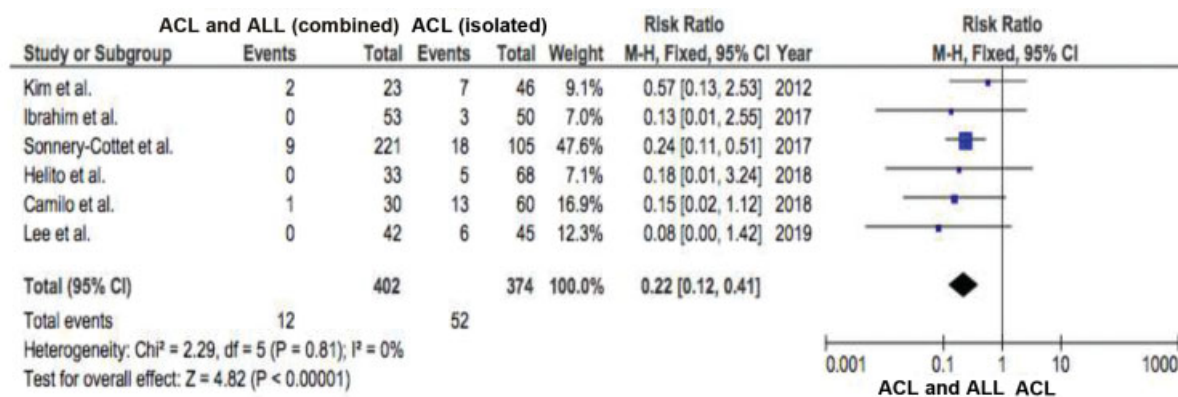 ACL and ALL (combined) ACL (isolated) Risk Ratio Risk Ratio
Study or Subgroup Events Total Events Total Weight M-H, Fixed, 95% CI Year M-H, Fixed, 95% CI
Kim et al. 2 23 7 46 9.1% 0.57 [0.13, 2.53] 2012
Ibrahim et al. 0 53 3 50 7.0% 0.13 [0.01, 2.55] 2017
Sonnery-Cottet et al. 9 221 18 105 47.6% 0.24 [0.11, 0.51] 2017
Helito et al. 0 33 5 68 7.1% 0.18 [0.01, 3.24] 2018
Camilo et al. 1 30 13 60 16.9% 0.15 [0.02, 1.12] 2018
Lee et al. 0 42 6 45 12.3% 0.08 [0.00, 1.42] 2019
Total (95% CI) 402 374 100.0% 0.22 [0.12, 0.41]
Total events 12 52
Heterogeneity: Chi² = 2.29, df = 5 (P = 0.81); I² = 0%
Test for overall effect: Z = 4.82 (P < 0.00001)
0.001 0.1 1 10 1000
ACL and ALL ACL